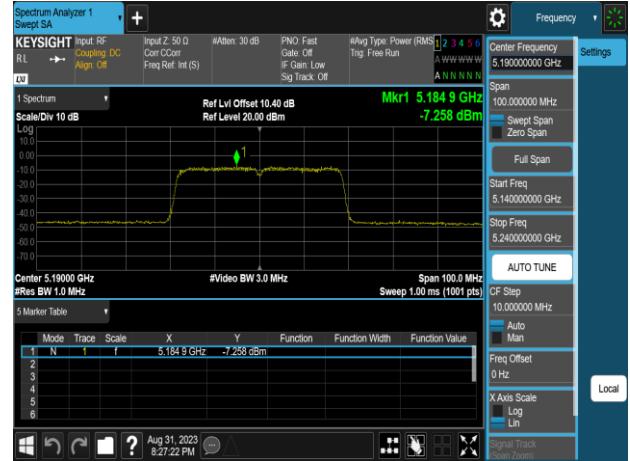 Spectrum Analyzer 1
Swept SA
Frequency
KEYSIGHT
RL
LXI
Input: RF
Coupling: DC
Align: Off
Input Z: 50 Ω
Corr CCorr
Freq Ref: Int (S)
#Atten: 30 dB
PNO: Fast
Gate: Off
IF Gain: Low
Sig Track: Off
#Avg Type: Power (RMS
Trig: Free Run
1 2 3 4 5 6
A W W W W W
A N N N N N
Center Frequency
5.190000000 GHz
Settings
Span
100.000000 MHz
Swept Span
Zero Span
Full Span
Start Freq
5.140000000 GHz
Stop Freq
5.240000000 GHz
AUTO TUNE
CF Step
10.000000 MHz
Auto
Man
Freq Offset
0 Hz
X Axis Scale
Log
Lin
Signal Track
(Span Zoom)
Local
1 Spectrum
Scale/Div 10 dB
Ref Lvl Offset 10.40 dB
Ref Level 20.00 dBm
Mkr1 5.184 9 GHz
-7.258 dBm
Log
10.0
0.00
-10.0
-20.0
-30.0
-40.0
-50.0
-60.0
-70.0
1
Center 5.19000 GHz
#Res BW 1.0 MHz
#Video BW 3.0 MHz
Span 100.0 MHz
Sweep 1.00 ms (1001 pts)
5 Marker Table
Mode Trace Scale X Y Function Function Width Function Value
1 N 1 f 5.184 9 GHz -7.258 dBm
2
3
4
5
6
?
Aug 31, 2023
8:27:22 PM